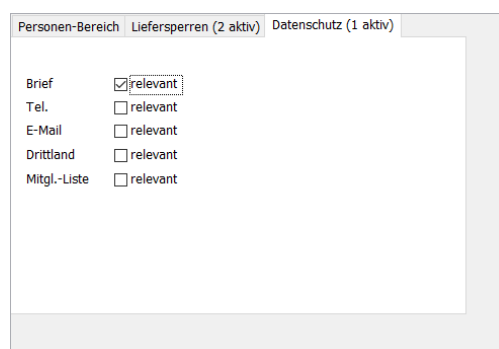 Personen-Bereich Liefersperren (2 aktiv) Datenschutz (1 aktiv)
Brief relevant
Tel. relevant
E-Mail relevant
Drittland relevant
Mitgl.-Liste relevant